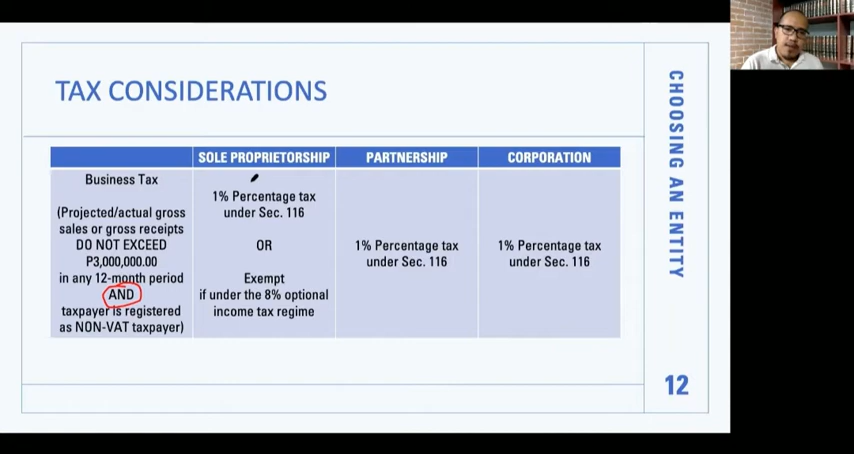 TAX CONSIDERATIONS
SOLE PROPRIETORSHIP
PARTNERSHIP
CORPORATION
Business Tax
(Projected/actual gross
sales or gross receipts
DO NOT EXCEED
P3,000,000.00
in any 12-month period
AND
taxpayer is registered
as NON-VAT taxpayer)
1% Percentage tax
under Sec. 116
OR
Exempt
if under the 8% optional
income tax regime
1% Percentage tax
under Sec. 116
1% Percentage tax
under Sec. 116
CHOOSING AN ENTITY
12